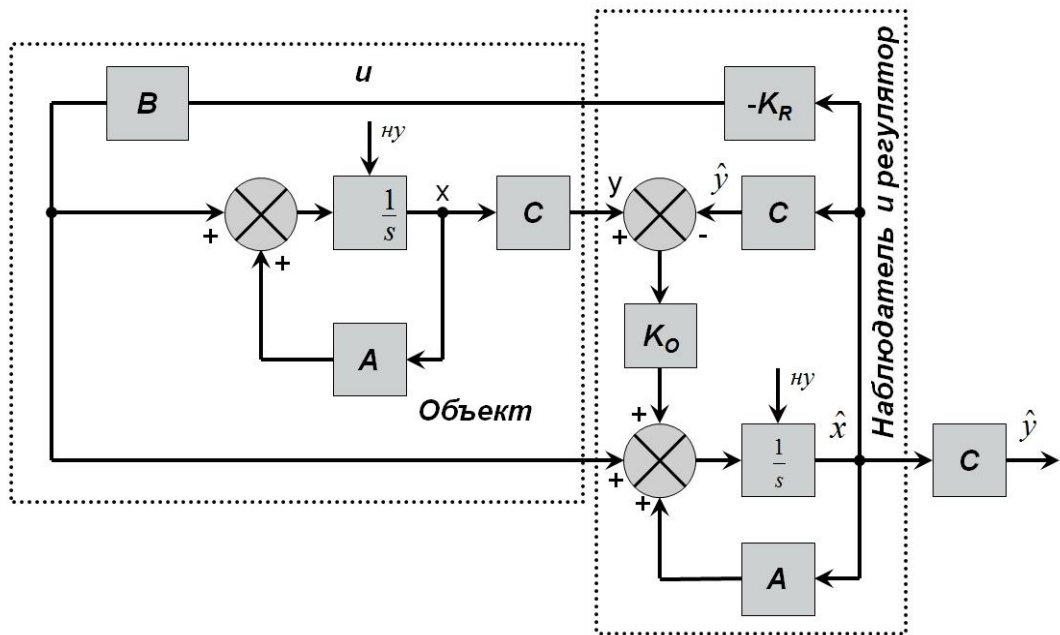 u
B
-K_R
ну
x
1/s
C
y
ŷ
C
+
+
+
-
A
K_O
Объект
Наблюдатель и регулятор
+
ну
x̂
1/s
C
ŷ
+
+
A